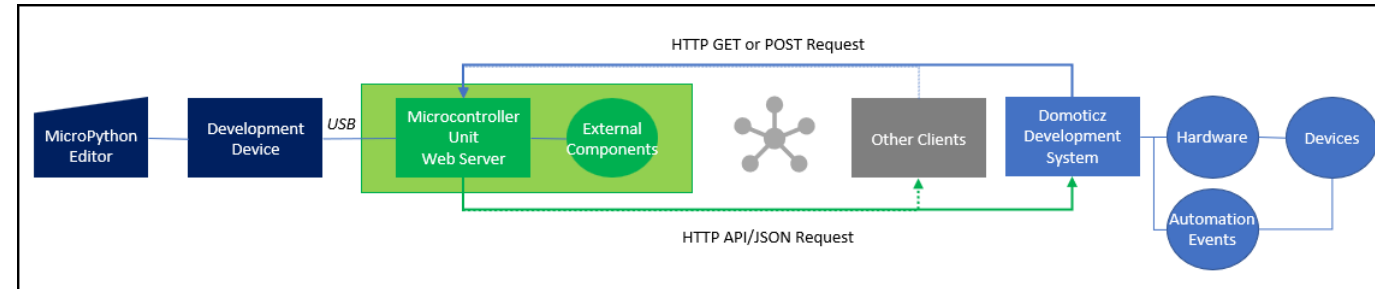 HTTP GET or POST Request
MicroPython
Editor
Development
Device
USB
Microcontroller
Unit
Web Server
External
Components
Other Clients
Domoticz
Development
System
Hardware
Devices
Automation
Events
HTTP API/JSON Request